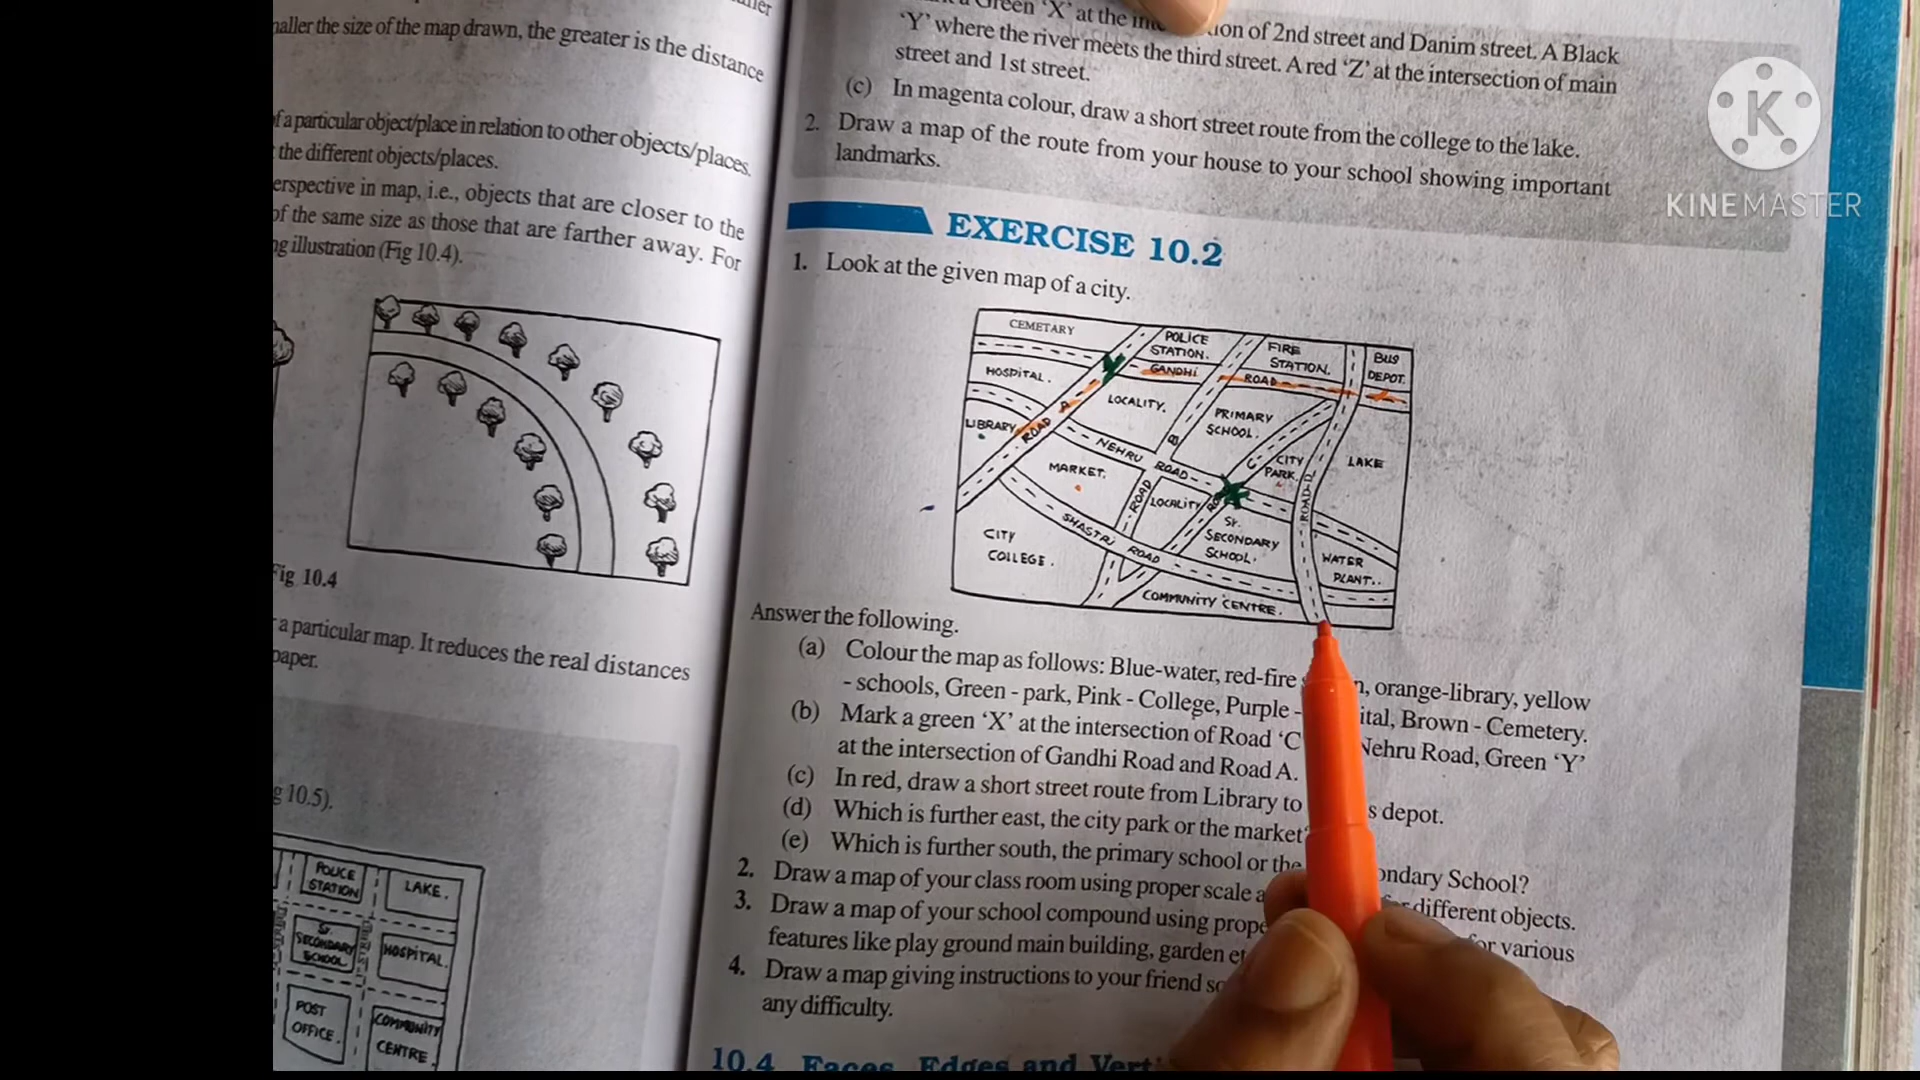 aller the size of the map drawn, the greater is the distance
f a particular object/place in relation to other objects/places.
the different objects/places.
erspective in map, i.e., objects that are closer to the
of the same size as those that are farther away. For
ng illustration (Fig 10.4).
Fig 10.4
a particular map. It reduces the real distances
paper.
g 10.5).
POLICE
STATION
LAKE.
Sr.
SECONDARY
SCHOOL
HOSPITAL
POST
OFFICE.
COMMUNITY
CENTRE.
Green 'X' at the ion of 2nd street and Danim street. A Black
'Y' where the river meets the third street. A red 'Z' at the intersection of main
street and 1st street.
(c) In magenta colour, draw a short street route from the college to the lake.
2. Draw a map of the route from your house to your school showing important
landmarks.
EXERCISE 10.2
1. Look at the given map of a city.
CEMETARY
POLICE
STATION.
FIRE
STATION.
BUS
DEPOT.
HOSPITAL.
GANDHI
ROAD
LOCALITY.
PRIMARY
SCHOOL.
LIBRARY
ROAD A
NEHRU ROAD
B
ROAD
C
CITY
PARK.
LAKE
MARKET.
LOCALITY
ROAD-D
SHASTRI ROAD
Sr.
SECONDARY
SCHOOL.
CITY
COLLEGE.
WATER
PLANT..
COMMUNITY CENTRE.
Answer the following.
(a) Colour the map as follows: Blue-water, red-fire n, orange-library, yellow
- schools, Green - park, Pink - College, Purple - ital, Brown - Cemetery.
(b) Mark a green 'X' at the intersection of Road 'C Nehru Road, Green 'Y'
at the intersection of Gandhi Road and Road A.
(c) In red, draw a short street route from Library to s depot.
(d) Which is further east, the city park or the market?
(e) Which is further south, the primary school or the ondary School?
2. Draw a map of your class room using proper scale a different objects.
3. Draw a map of your school compound using prope for various
features like play ground main building, garden et
4. Draw a map giving instructions to your friend so
any difficulty.
10.4 Faces, Edges and Vert
K
KINEMASTER